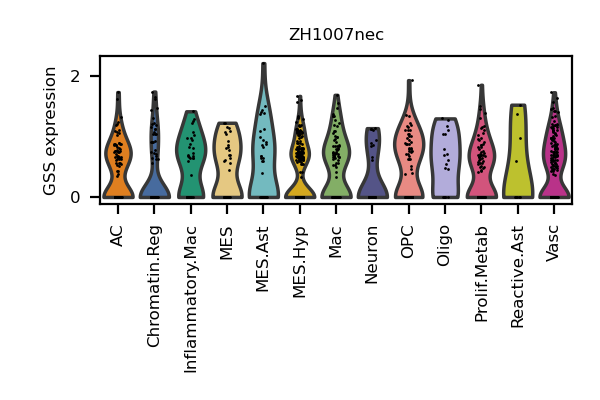 ZH1007nec
GSS expression
2
0
AC
Chromatin.Reg
Inflammatory.Mac
MES
MES.Ast
MES.Hyp
Mac
Neuron
OPC
Oligo
Prolif.Metab
Reactive.Ast
Vasc